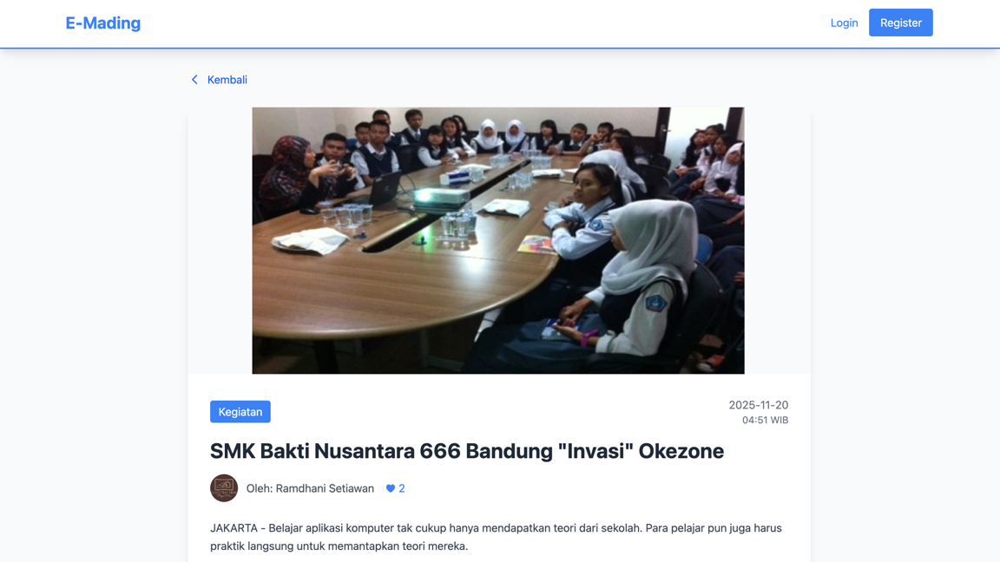 E-Mading
Login
Register
Kembali
Kegiatan
2025-11-20
04:51 WIB
SMK Bakti Nusantara 666 Bandung "Invasi" Okezone
Oleh: Ramdhani Setiawan
2
JAKARTA - Belajar aplikasi komputer tak cukup hanya mendapatkan teori dari sekolah. Para pelajar pun juga harus
praktik langsung untuk memantapkan teori mereka.